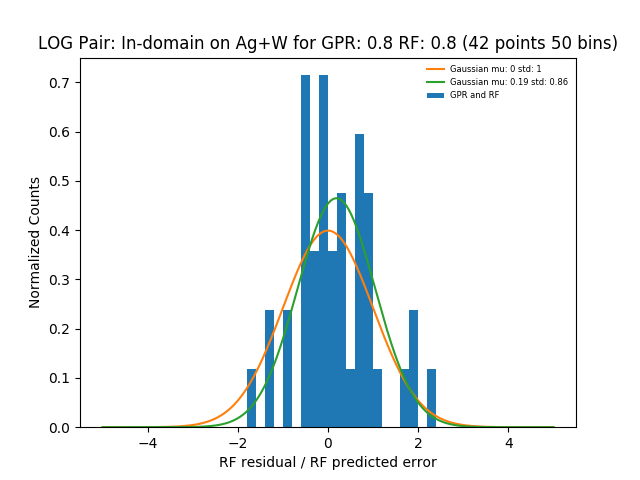 LOG Pair: In-domain on Ag+W for GPR: 0.8 RF: 0.8 (42 points 50 bins)
Gaussian mu: 0 std: 1
Gaussian mu: 0.19 std: 0.86
GPR and RF
Normalized Counts
0.7
0.6
0.5
0.4
0.3
0.2
0.1
0.0
−4 −2 0 2 4
RF residual / RF predicted error